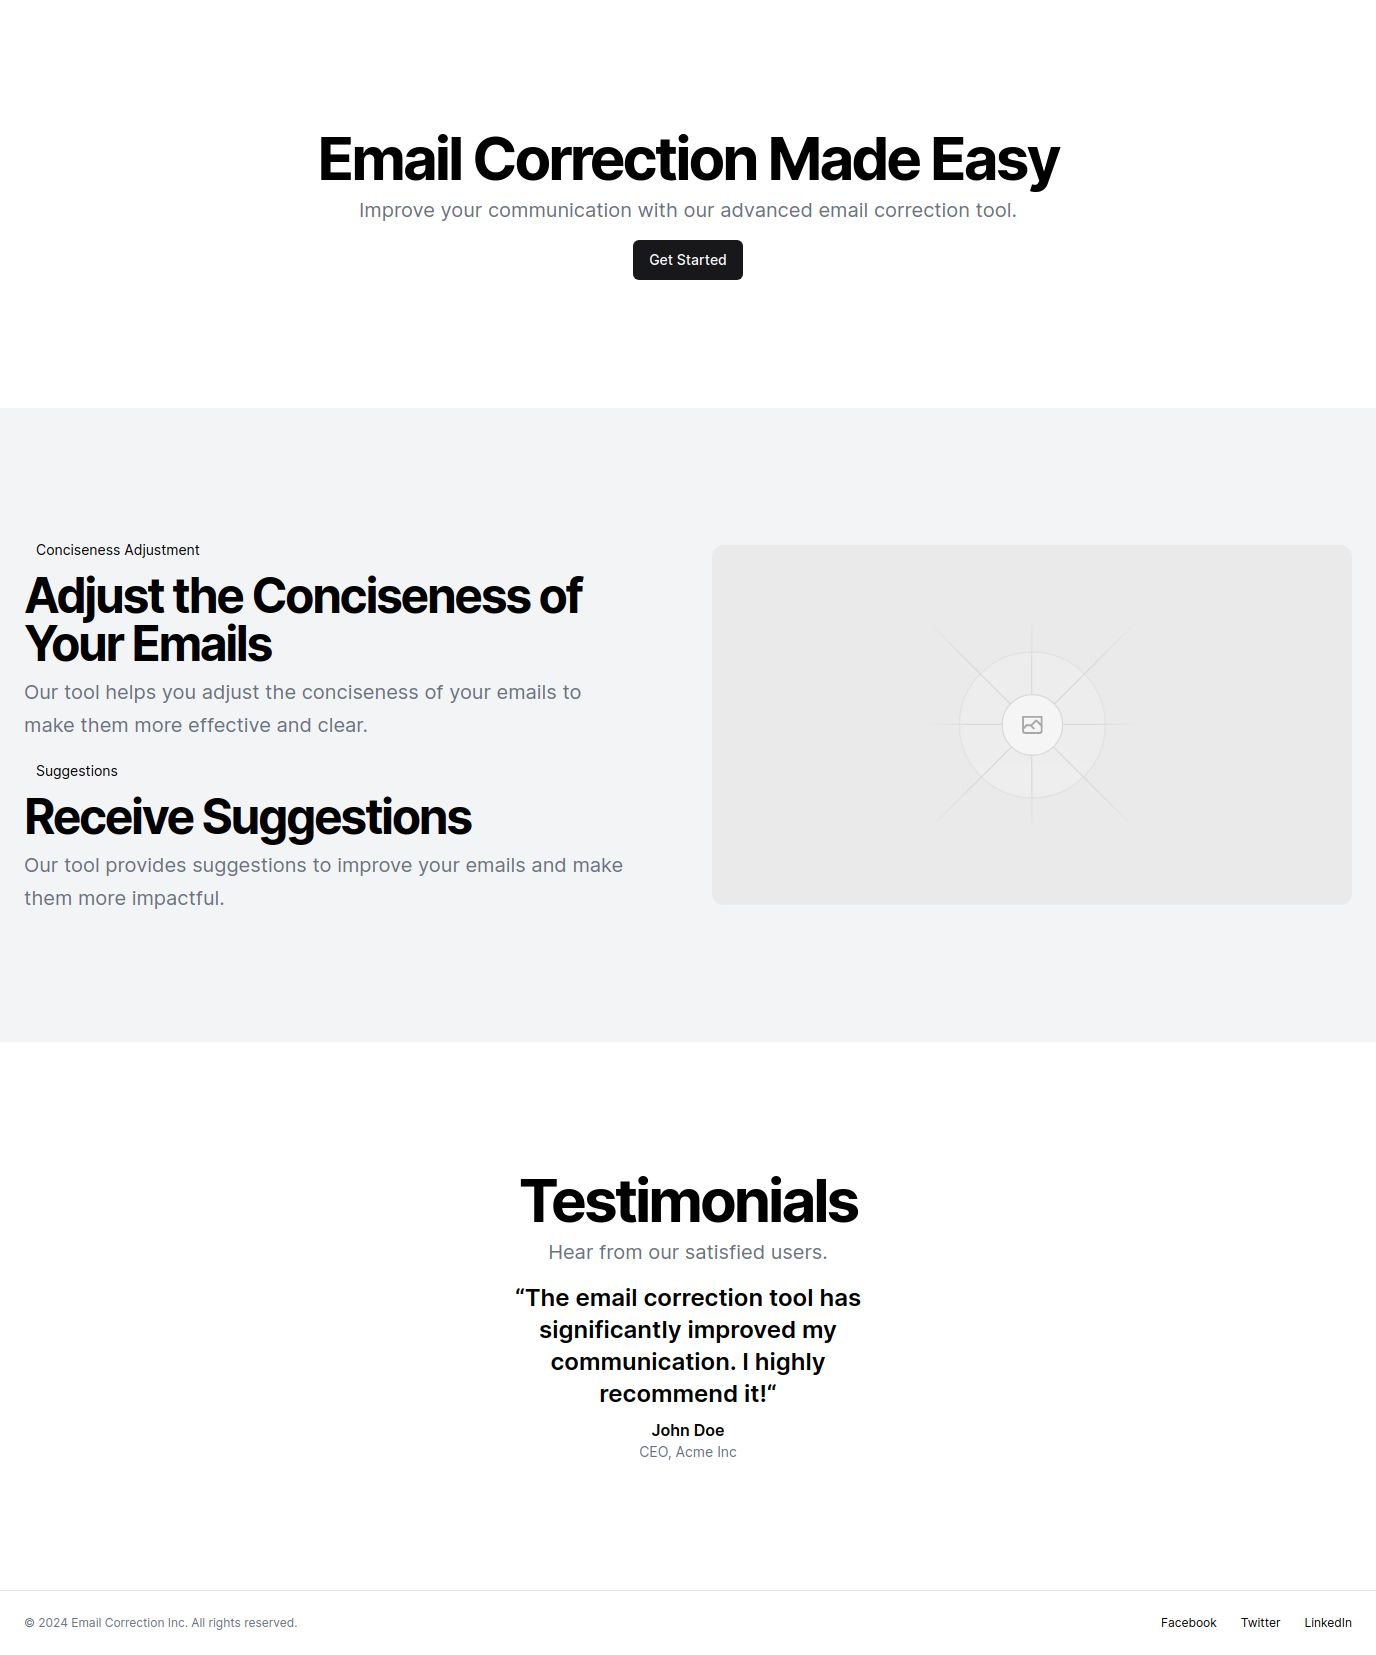 Email Correction Made Easy
Improve your communication with our advanced email correction tool.
Get Started
Conciseness Adjustment
Adjust the Conciseness of
Your Emails
Our tool helps you adjust the conciseness of your emails to
make them more effective and clear.
Suggestions
Receive Suggestions
Our tool provides suggestions to improve your emails and make
them more impactful.
Testimonials
Hear from our satisfied users.
“The email correction tool has
significantly improved my
communication. I highly
recommend it!“
John Doe
CEO, Acme Inc
© 2024 Email Correction Inc. All rights reserved.
Facebook Twitter LinkedIn